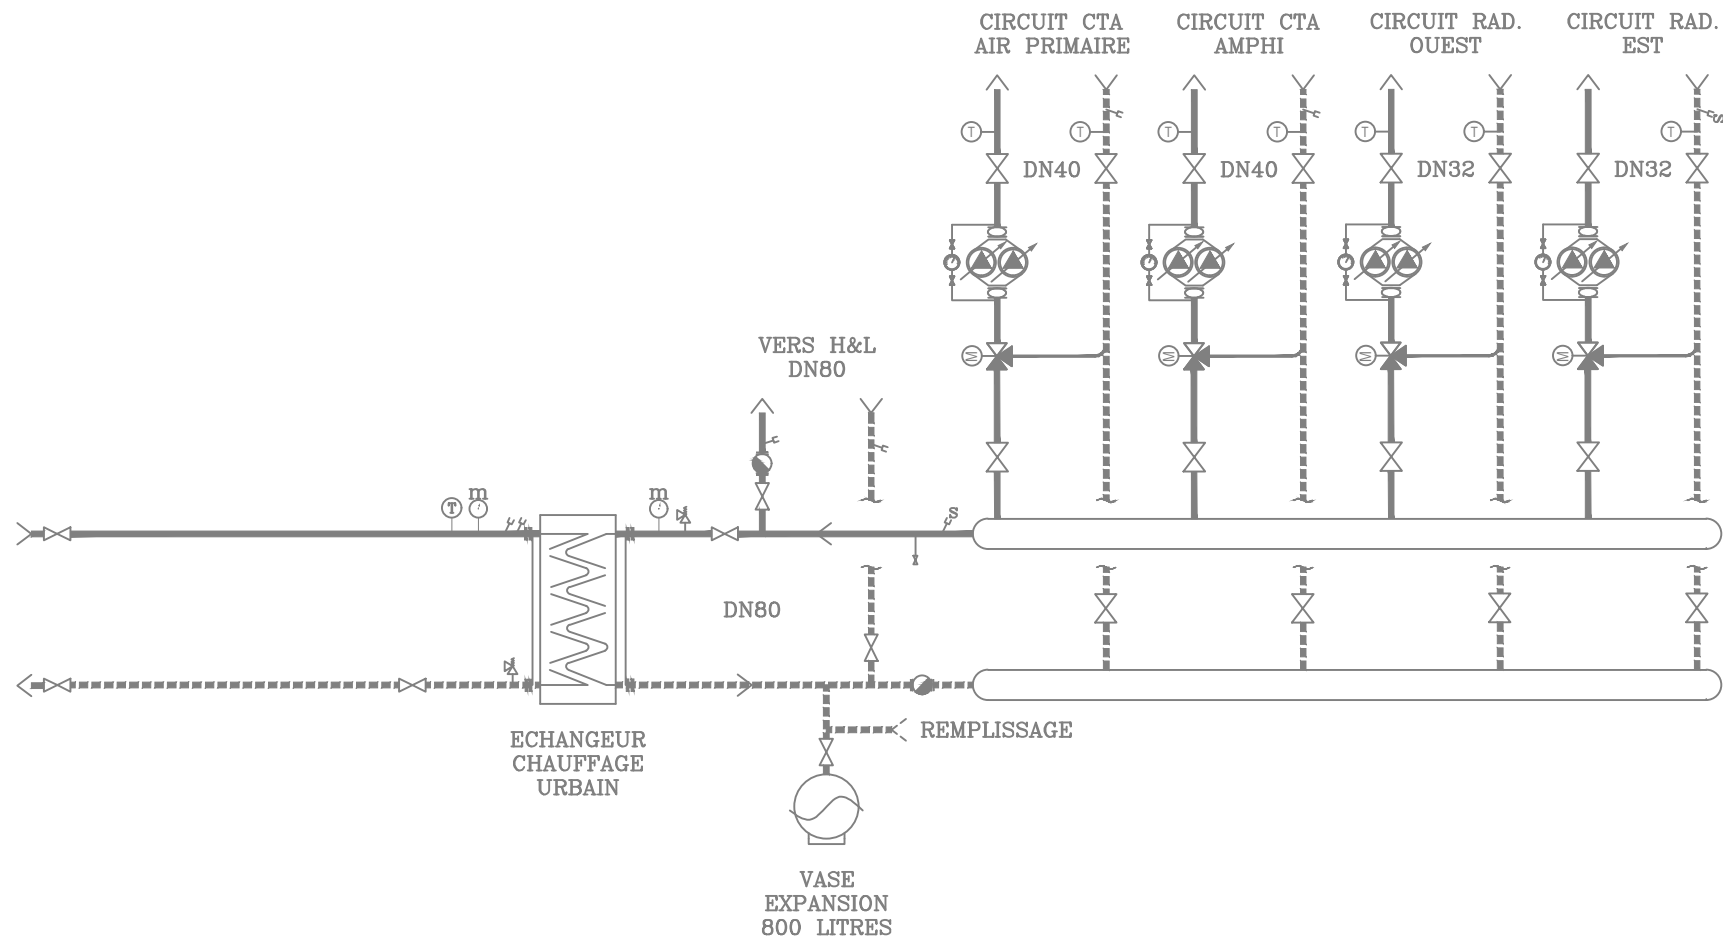 CIRCUIT CTA
AIR PRIMAIRE
CIRCUIT CTA
AMPHI
CIRCUIT RAD.
OUEST
CIRCUIT RAD.
EST
T
T
T
T
T
T
T
DN40
DN40
DN32
DN32
VERS H&L
DN80
M
M
M
M
T
m
m
S
S
DN80
REMPLISSAGE
ECHANGEUR
CHAUFFAGE
URBAIN
VASE
EXPANSION
800 LITRES